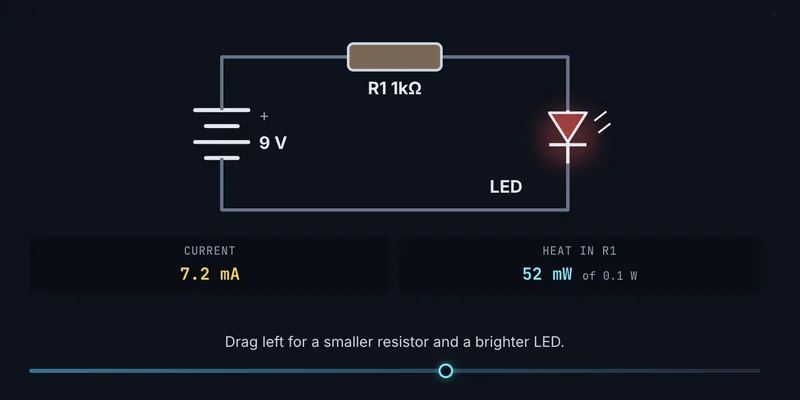 R1 1kΩ
+
9 V
LED
CURRENT
7.2 mA
HEAT IN R1
52 mW of 0.1 W
Drag left for a smaller resistor and a brighter LED.